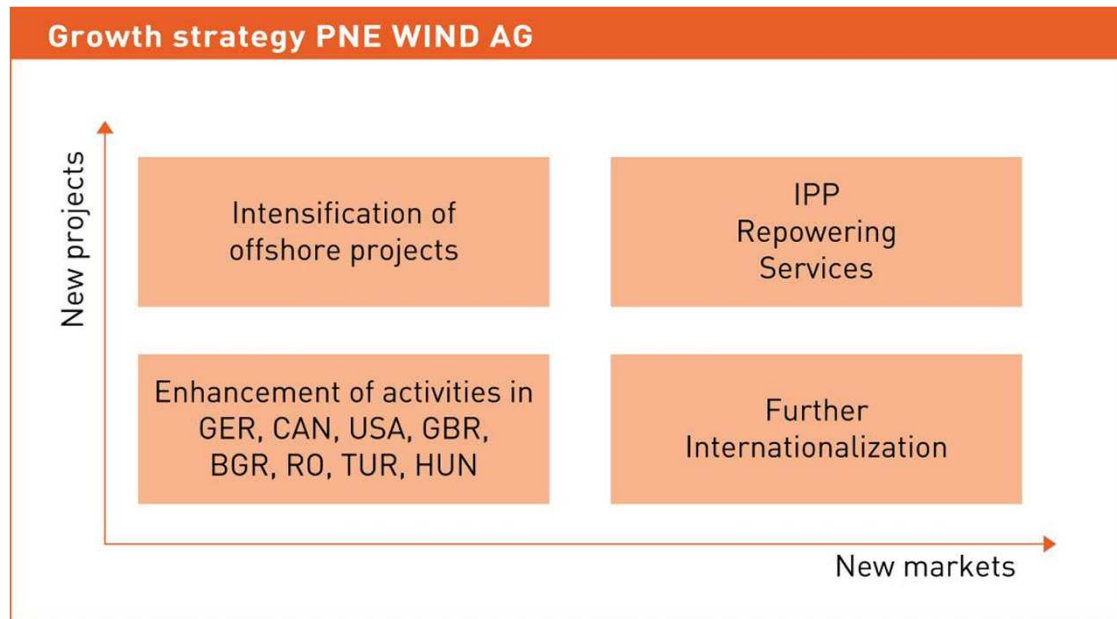 Growth strategy PNE WIND AG
New projects
Intensification of
offshore projects
IPP
Repowering
Services
Enhancement of activities in
GER, CAN, USA, GBR,
BGR, RO, TUR, HUN
Further
Internationalization
New markets